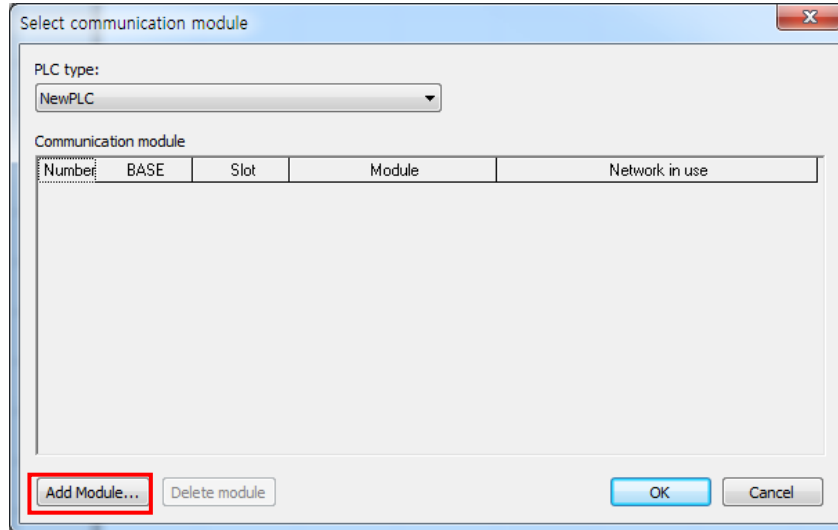 Select communication module
PLC type:
NewPLC
Communication module
Number BASE Slot Module Network in use
Add Module... Delete module OK Cancel